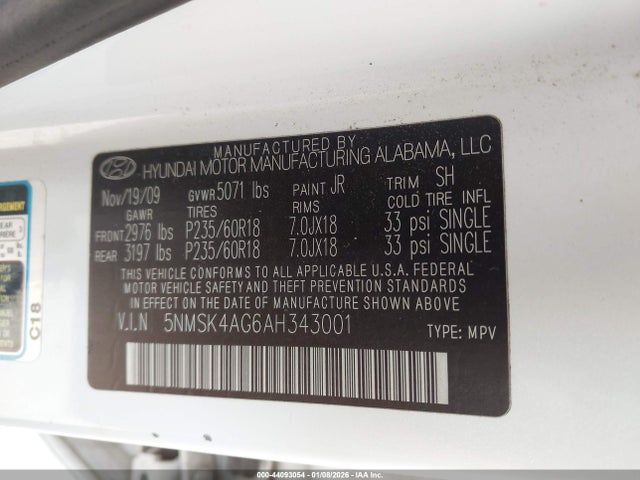 MANUFACTURED BY
HYUNDAI MOTOR MANUFACTURING ALABAMA, LLC
Nov/19/09 GVWR 5071 lbs PAINT JR TRIM SH
GAWR TIRES RIMS COLD TIRE INFL
FRONT 2976 lbs P235/60R18 7.0JX18 33 psi SINGLE
REAR 3197 lbs P235/60R18 7.0JX18 33 psi SINGLE
THIS VEHICLE CONFORMS TO ALL APPLICABLE U.S.A. FEDERAL
MOTOR VEHICLE SAFETY AND THEFT PREVENTION STANDARDS
IN EFFECT ON THE DATE OF MANUFACTURE SHOWN ABOVE.
V.I.N 5NMSK4AG6AH343001 TYPE: MPV
C18
000-44093054 - 01/08/2026 - IAA Holdings, LLC.